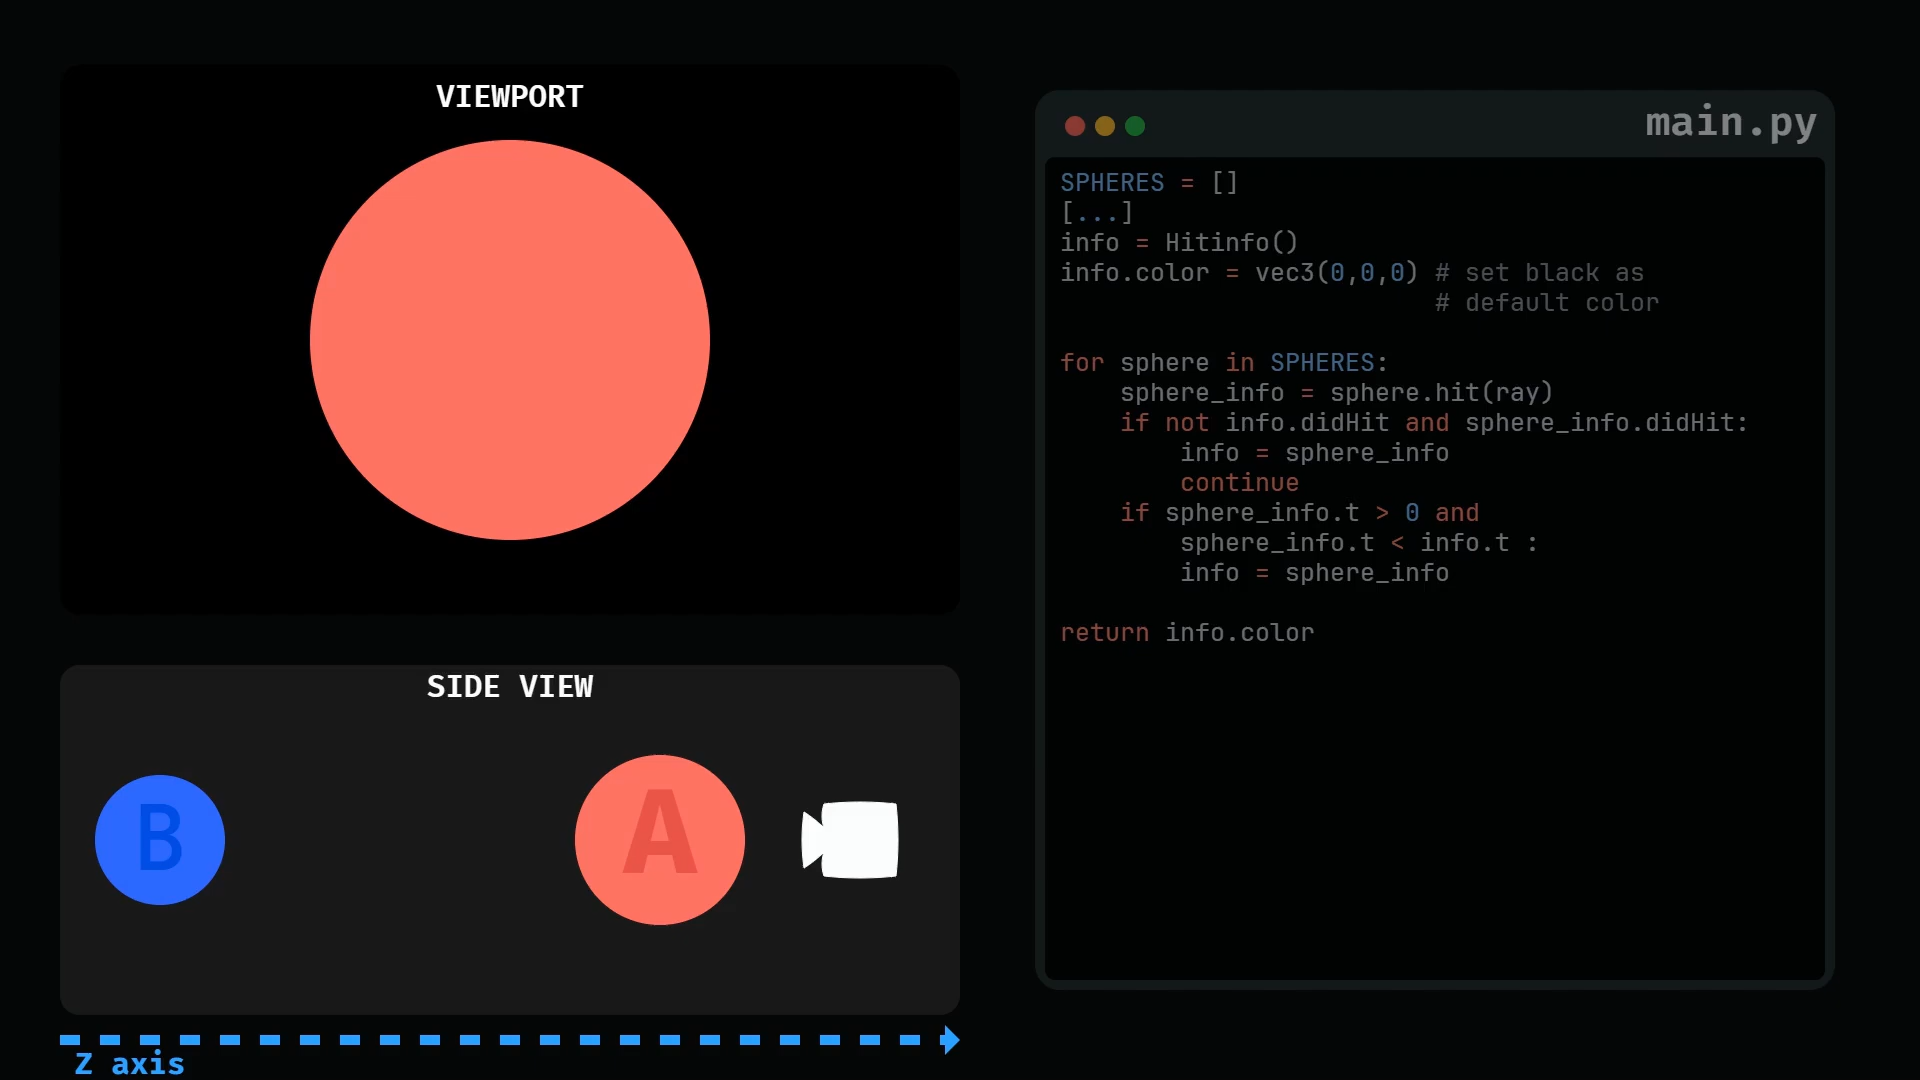 VIEWPORT
SIDE VIEW
B
A
Z axis
main.py
SPHERES = []
[...]
info = Hitinfo()
info.color = vec3(0,0,0) # set black as
# default color
for sphere in SPHERES:
    sphere_info = sphere.hit(ray)
    if not info.didHit and sphere_info.didHit:
        info = sphere_info
        continue
    if sphere_info.t > 0 and
        sphere_info.t < info.t :
        info = sphere_info
return info.color